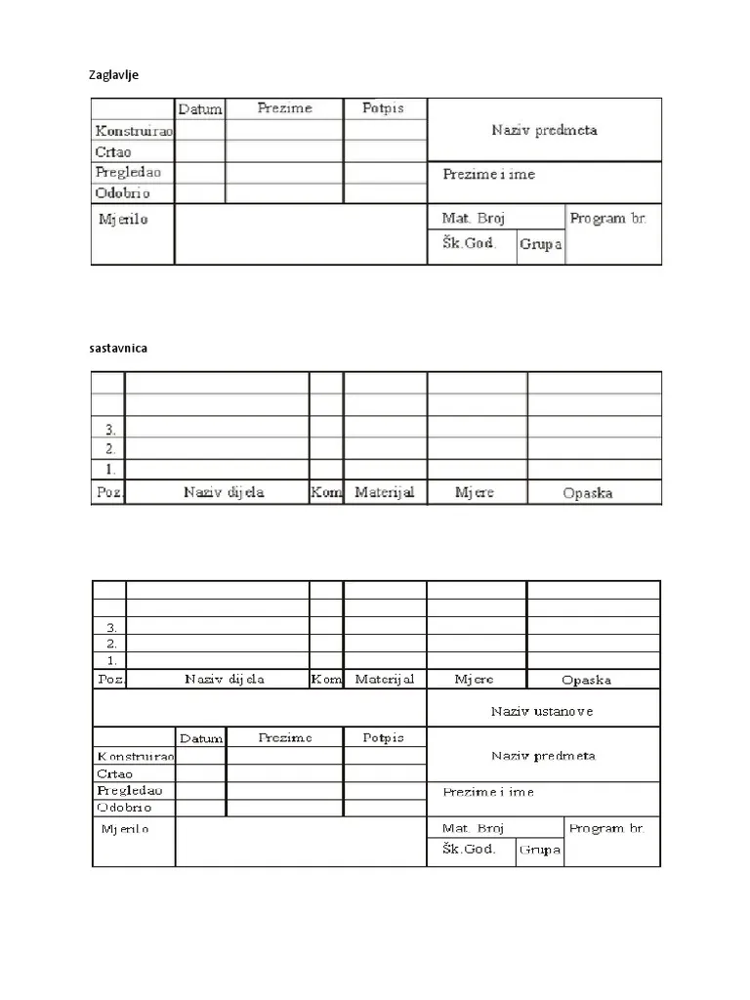 Zaglavlje
Datum Prezime Potpis
Naziv predmeta
Konstruirao
Crtao
Pregledao
Prezime i ime
Odobrio
Mjerilo
Mat. Broj
Program br.
Šk.God.
Grupa
sastavnica
3.
2.
1.
Poz. Naziv dijela Kom Materijal Mjere Opaska
3.
2.
1.
Poz. Naziv dijela Kom Materijal Mjere Opaska
Naziv ustanove
Datum Prezime Potpis
Konstruirao
Naziv predmeta
Crtao
Pregledao
Prezime i ime
Odobrio
Mjerilo
Mat. Broj
Program br.
Šk.God.
Grupa